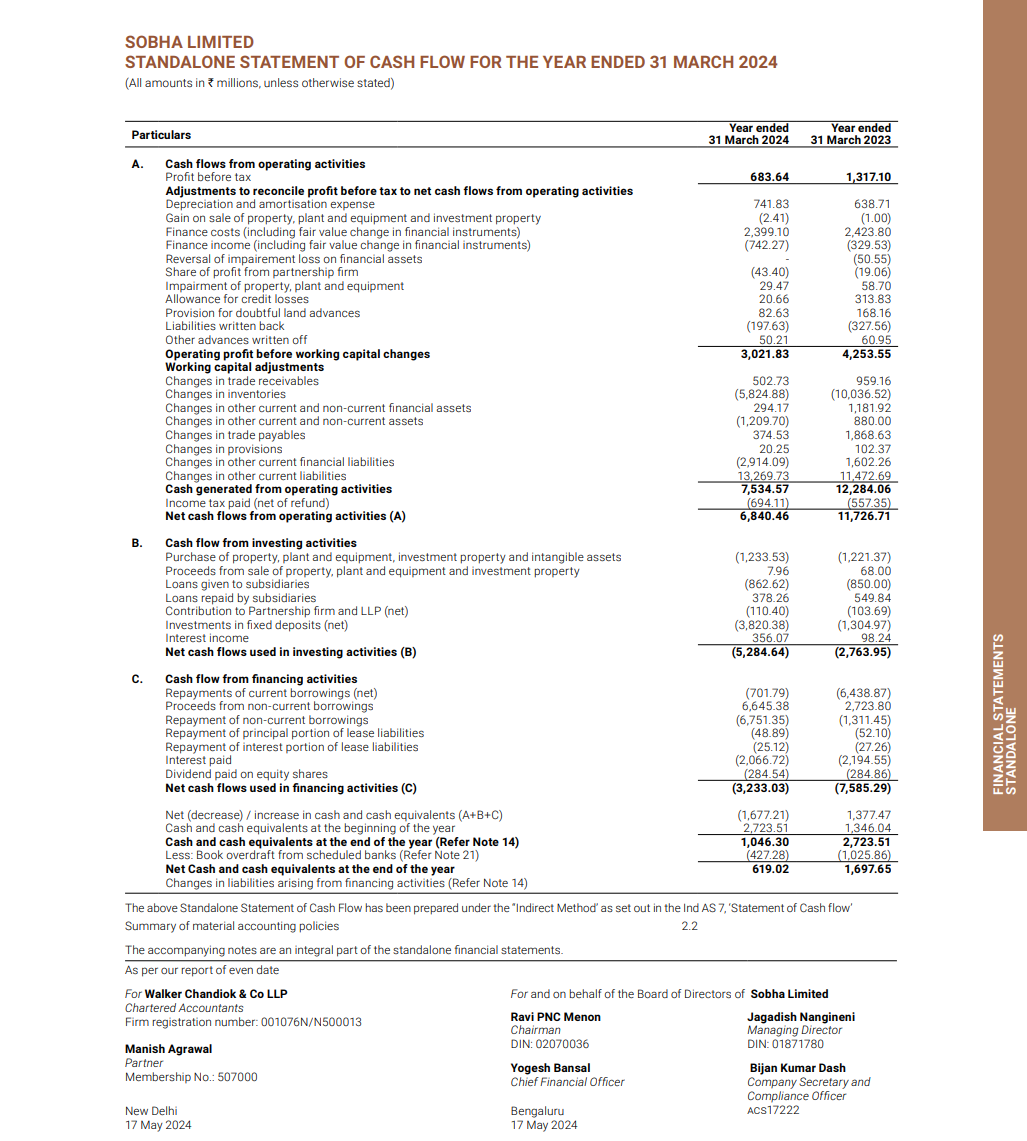 SOBHA LIMITED
STANDALONE STATEMENT OF CASH FLOW FOR THE YEAR ENDED 31 MARCH 2024
(All amounts in ₹ millions, unless otherwise stated)
Particulars Year ended 31 March 2024 Year ended 31 March 2023
A. Cash flows from operating activities
Profit before tax 683.64 1,317.10
Adjustments to reconcile profit before tax to net cash flows from operating activities
Depreciation and amortisation expense 741.83 638.71
Gain on sale of property, plant and equipment and investment property (2.41) (1.00)
Finance costs (including fair value change in financial instruments) 2,399.10 2,423.80
Finance income (including fair value change in financial instruments) (742.27) (329.53)
Reversal of impairment loss on financial assets - (50.55)
Share of profit from partnership firm (43.40) (19.06)
Impairment of property, plant and equipment 29.47 58.70
Allowance for credit losses 20.66 313.83
Provision for doubtful land advances 82.63 168.16
Liabilities written back (197.63) (327.56)
Other advances written off 50.21 60.95
Operating profit before working capital changes 3,021.83 4,253.55
Working capital adjustments
Changes in trade receivables 502.73 959.16
Changes in inventories (5,824.88) (10,036.52)
Changes in other current and non-current financial assets 294.17 1,181.92
Changes in other current and non-current assets (1,209.70) 880.00
Changes in trade payables 374.53 1,868.63
Changes in provisions 20.25 102.37
Changes in other current financial liabilities (2,914.09) 1,602.26
Changes in other current liabilities 13,269.73 11,472.69
Cash generated from operating activities 7,534.57 12,284.06
Income tax paid (net of refund) (694.11) (557.35)
Net cash flows from operating activities (A) 6,840.46 11,726.71
B. Cash flow from investing activities
Purchase of property, plant and equipment, investment property and intangible assets (1,233.53) (1,221.37)
Proceeds from sale of property, plant and equipment and investment property 7.96 68.00
Loans given to subsidiaries (862.62) (850.00)
Loans repaid by subsidiaries 378.26 549.84
Contribution to Partnership firm and LLP (net) (110.40) (103.69)
Investments in fixed deposits (net) (3,820.38) (1,304.97)
Interest income 356.07 98.24
Net cash flows used in investing activities (B) (5,284.64) (2,763.95)
C. Cash flow from financing activities
Repayments of current borrowings (net) (701.79) (6,438.87)
Proceeds from non-current borrowings 6,645.38 2,723.80
Repayment of non-current borrowings (6,751.35) (1,311.45)
Repayment of principal portion of lease liabilities (48.89) (52.10)
Repayment of interest portion of lease liabilities (25.12) (27.26)
Interest paid (2,066.72) (2,194.55)
Dividend paid on equity shares (284.54) (284.86)
Net cash flows used in financing activities (C) (3,233.03) (7,585.29)
Net (decrease) / increase in cash and cash equivalents (A+B+C) (1,677.21) 1,377.47
Cash and cash equivalents at the beginning of the year 2,723.51 1,346.04
Cash and cash equivalents at the end of the year (Refer Note 14) 1,046.30 2,723.51
Less: Book overdraft from scheduled banks (Refer Note 21) (427.28) (1,025.86)
Net Cash and cash equivalents at the end of the year 619.02 1,697.65
Changes in liabilities arising from financing activities (Refer Note 14)
The above Standalone Statement of Cash Flow has been prepared under the "Indirect Method' as set out in the Ind AS 7, 'Statement of Cash flow'
Summary of material accounting policies 2.2
The accompanying notes are an integral part of the standalone financial statements.
As per our report of even date
For Walker Chandiok & Co LLP
Chartered Accountants
Firm registration number: 001076N/N500013
Manish Agrawal
Partner
Membership No.: 507000
New Delhi
17 May 2024
For and on behalf of the Board of Directors of Sobha Limited
Ravi PNC Menon
Chairman
DIN: 02070036
Yogesh Bansal
Chief Financial Officer
Bengaluru
17 May 2024
Jagadish Nangineni
Managing Director
DIN: 01871780
Bijan Kumar Dash
Company Secretary and
Compliance Officer
ACS17222
FINANCIAL STATEMENTS
STANDALONE